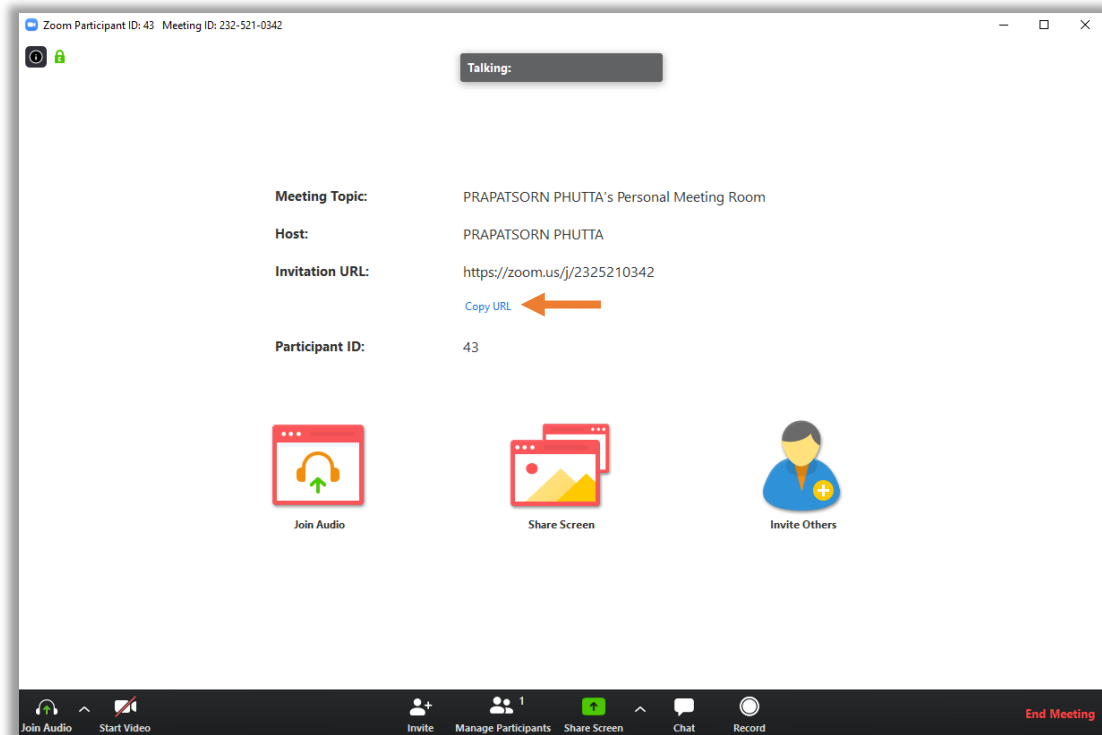 Zoom Participant ID: 43 Meeting ID: 232-521-0342
Talking:
Meeting Topic: PRAPATSORN PHUTTA's Personal Meeting Room
Host: PRAPATSORN PHUTTA
Invitation URL: https://zoom.us/j/2325210342
Copy URL
Participant ID: 43
Join Audio Share Screen Invite Others
Join Audio Start Video Invite Manage Participants 1 Share Screen Chat Record End Meeting